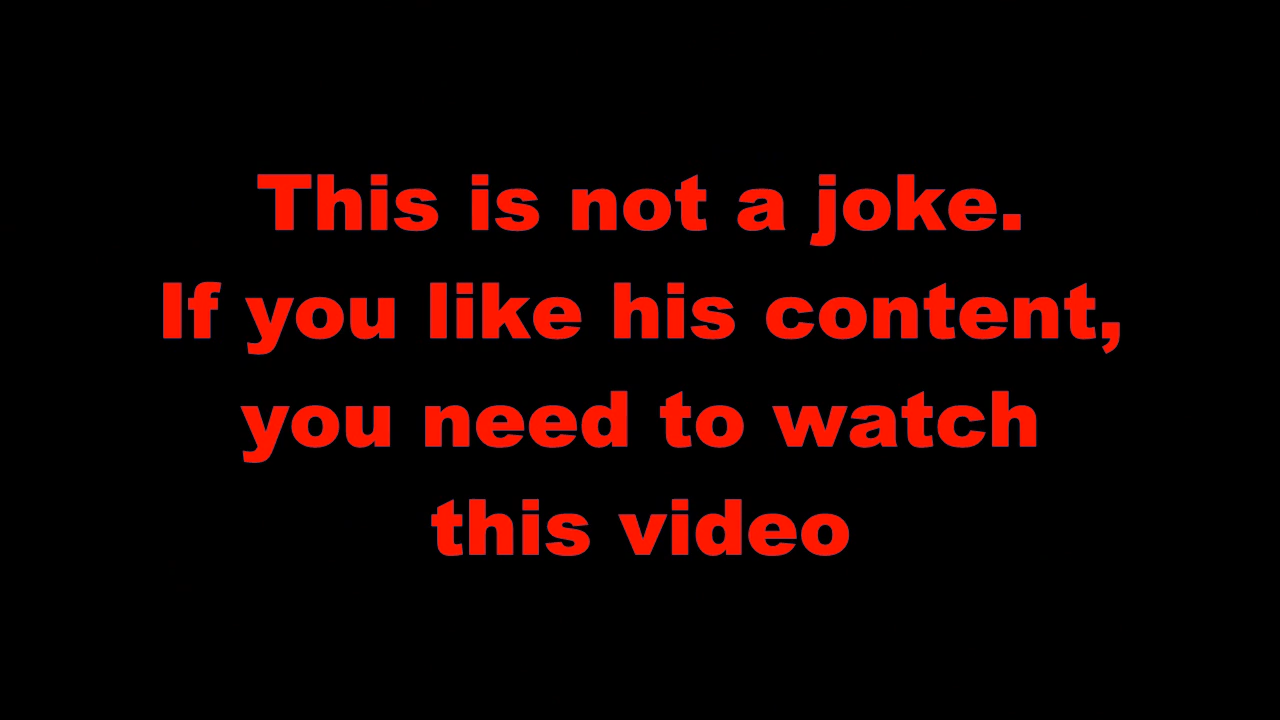 This is not a joke.
If you like his content,
you need to watch
this video